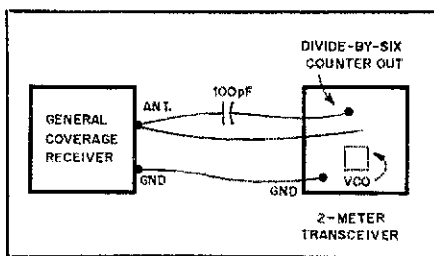 DIVIDE-BY-SIX
COUNTER OUT
100pF
ANT.
GENERAL
COVERAGE
RECEIVER
GND
GND
VCO
2-METER
TRANSCEIVER